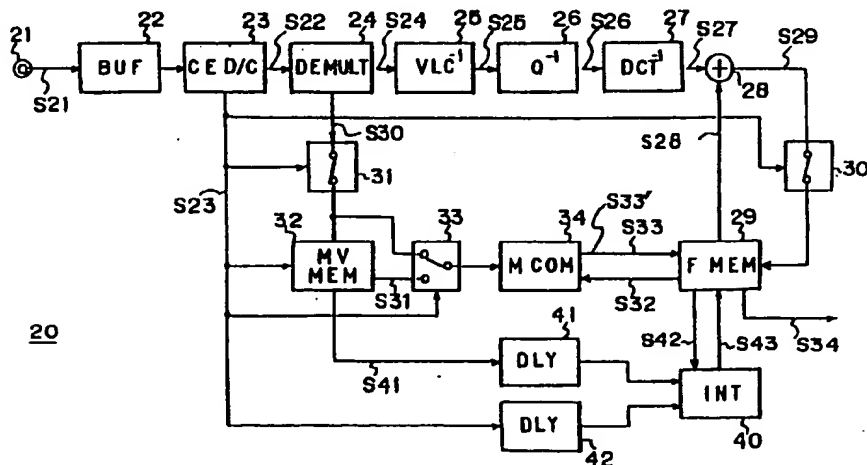 21
22
23
S22
24
S24
25
S25
26
S26
27
S27
S29
BUF
CED/C
DEMULT
VLC⁻¹
Q⁻¹
DCT⁻¹
28
S21
S30
S28
31
30
S23
32
33
34
S33'
S33
29
MV
MEM
M COM
F MEM
S31
S32
20
41
S42
S43
S34
DLY
S41
INT
DLY
40
42